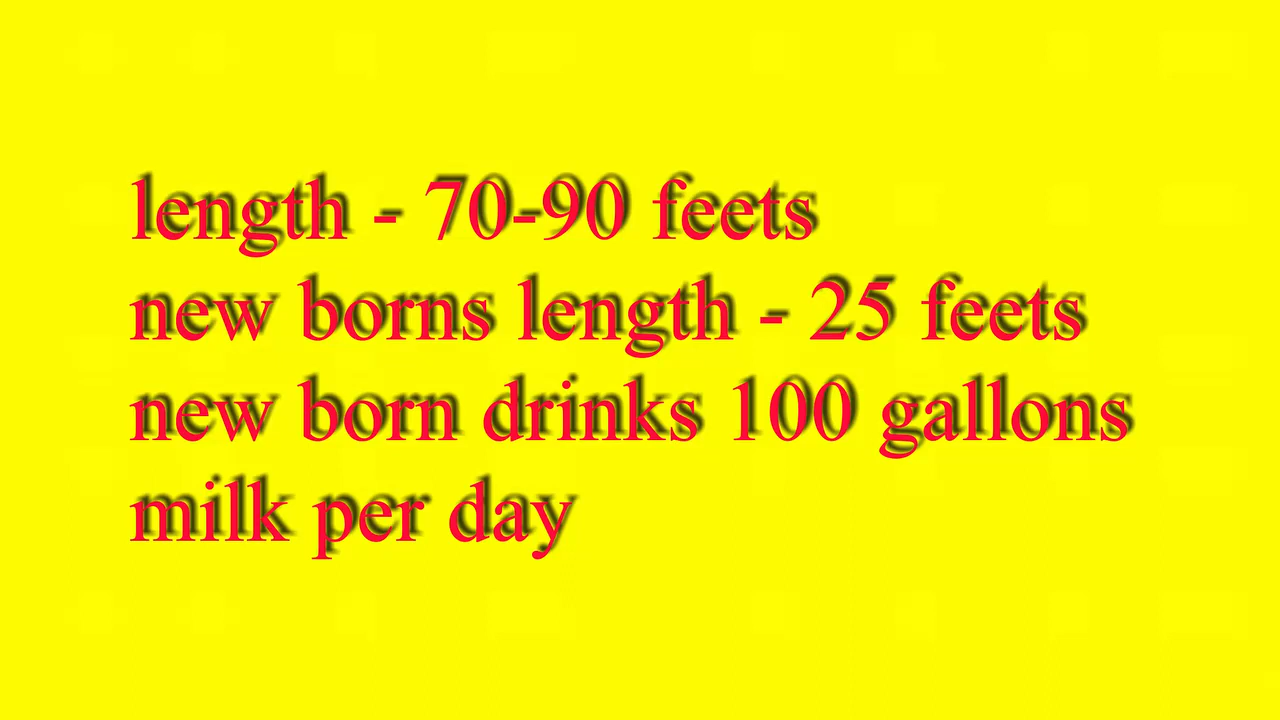 length - 70-90 feets
new borns length - 25 feets
new born drinks 100 gallons
milk per day